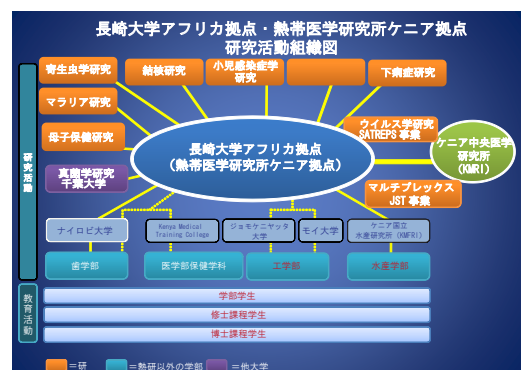 長崎大学アフリカ拠点・熱帯医学研究所ケニア拠点
研究活動組織図
寄生虫学研究
結核研究
小児感染症学
研究
下痢症研究
マラリア研究
母子保健研究
真菌学研究
千葉大学
ウイルス学研究
SATREPS 事業
長崎大学アフリカ拠点
(熱帯医学研究所ケニア拠点)
ケニア中央医学
研究所
(KMRI)
マルチプレックス
JST 事業
研究活動
ナイロビ大学
Kenya Medical
Training College
ジョモケニヤッタ
大学
モイ大学
ケニア国立
水産研究所 (KMFRI)
歯学部
医学部保健学科
工学部
水産学部
教育活動
学部学生
修士課程学生
博士課程学生
=研
=熱研以外の学部
=他大学